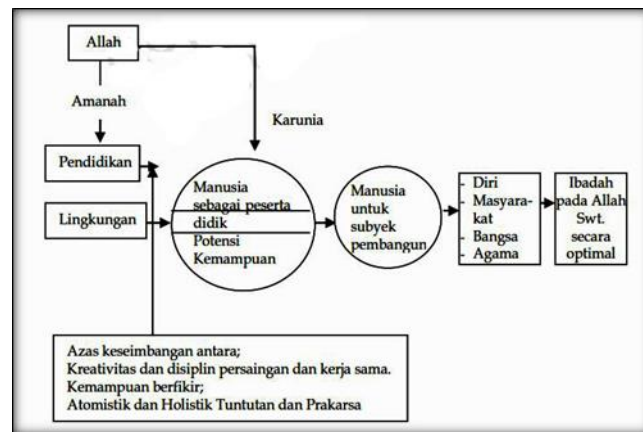 Allah
Amanah
Karunia
Pendidikan
Lingkungan
Manusia
sebagai peserta
didik
Potensi
Kemampuan
Manusia
untuk
subyek
pembangun
- Diri
- Masyara-
kat
- Bangsa
- Agama
Ibadah
pada Allah
Swt.
secara
optimal
Azas keseimbangan antara;
Kreativitas dan disiplin persaingan dan kerja sama.
Kemampuan berfikir;
Atomistik dan Holistik Tuntutan dan Prakarsa